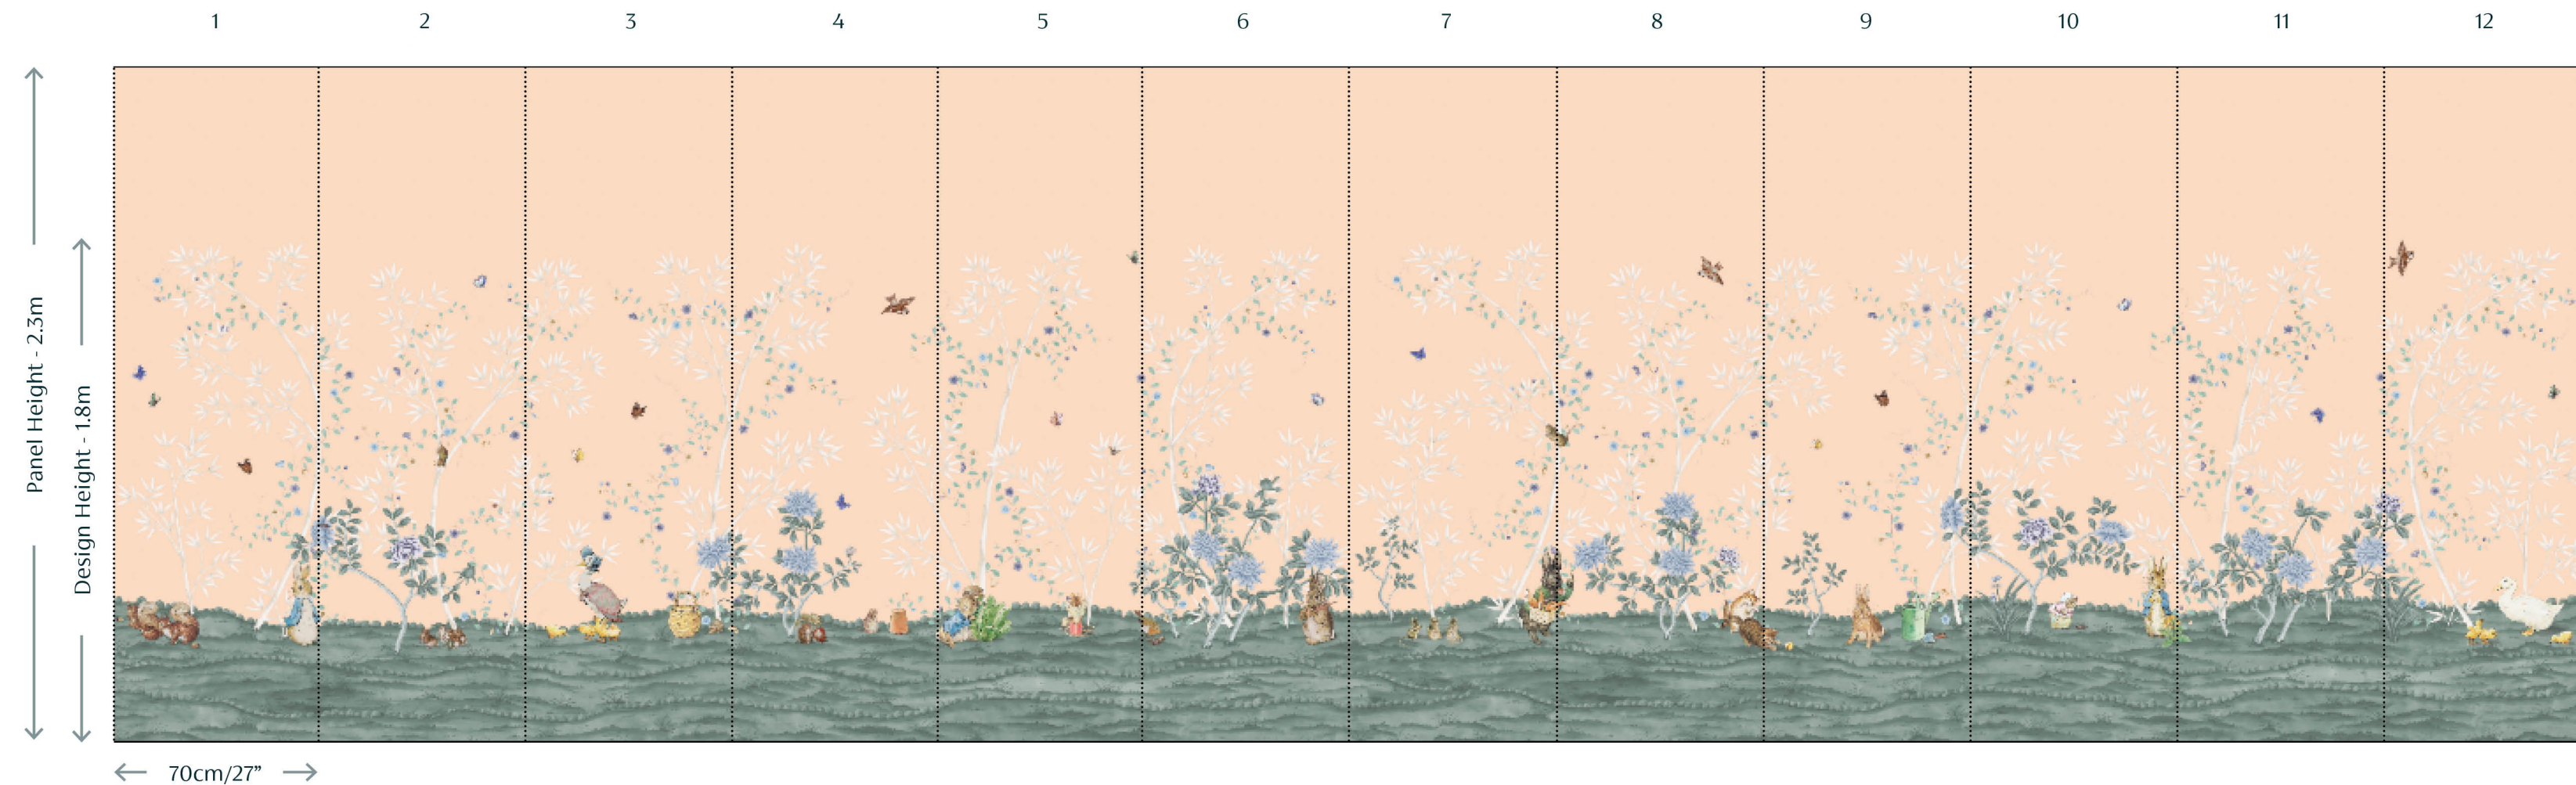 1 2 3 4 5 6 7 8 9 10 11 12
Panel Height - 2.3m
Design Height - 1.8m
70cm/27”